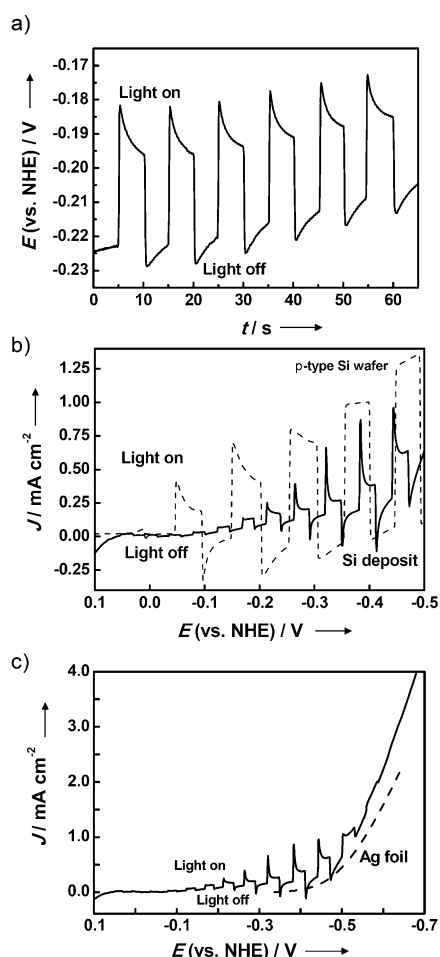 a)
-0.17
-0.18
-0.19
-0.20
-0.21
-0.22
-0.23
E (vs. NHE) / V
Light on
Light off
0 10 20 30 40 50 60
t / s
b)
1.25
1.00
0.75
0.50
0.25
0.00
-0.25
J / mA cm⁻²
p-type Si wafer
Light on
Light off
Si deposit
0.1 0.0 -0.1 -0.2 -0.3 -0.4 -0.5
E (vs. NHE) / V
c)
4.0
3.0
2.0
1.0
0.0
J / mA cm⁻²
Light on
Light off
Ag foil
0.1 -0.1 -0.3 -0.5 -0.7
E (vs. NHE) / V